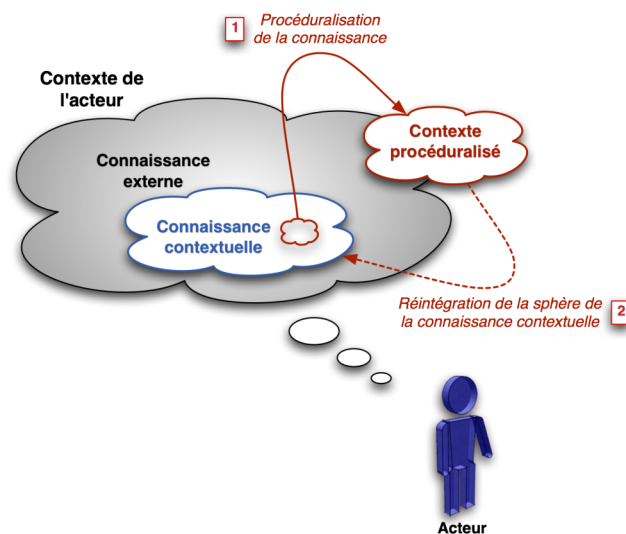 1
Procéduralisation
de la connaissance
Contexte de
l'acteur
Contexte
procéduralisé
Connaissance
externe
Connaissance
contextuelle
Réintégration de la sphère de
la connaissance contextuelle
2
Acteur